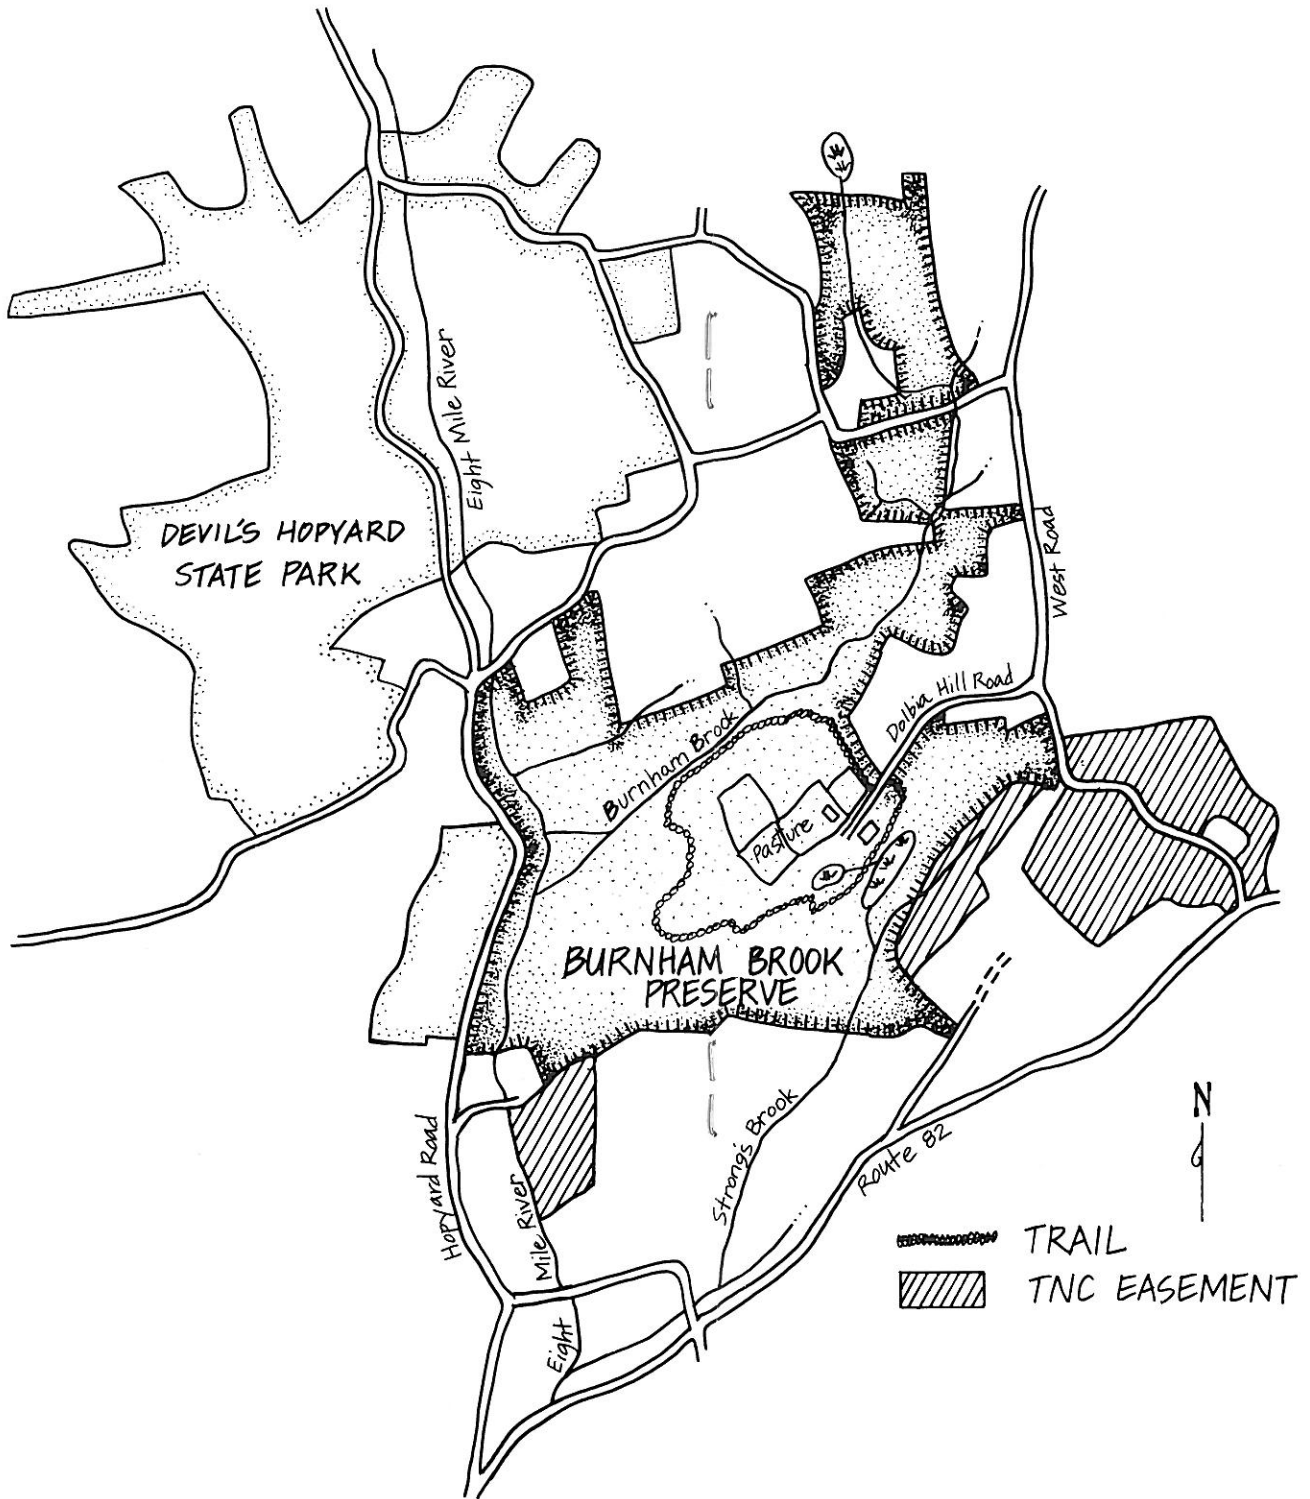 Eight Mile River
DEVIL'S HOPYARD
STATE PARK
West Road
Dolbia Hill Road
Burnham Brook
Pasture
BURNHAM BROOK
PRESERVE
N
Hopyard Road
Strong's Brook
Route 82
Eight Mile River
TRAIL
TNC EASEMENT